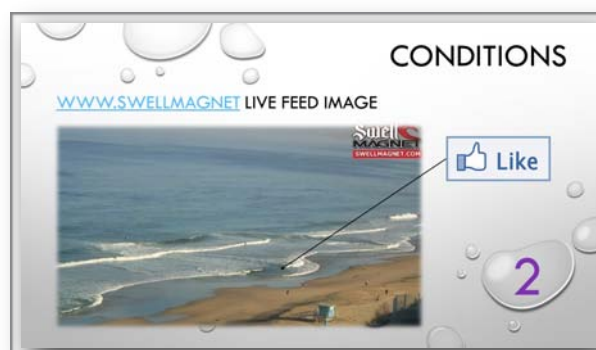 CONDITIONS
WWW.SWELLMAGNET LIVE FEED IMAGE
Swell
MAGNET
SWELLMAGNET.COM
Like
2